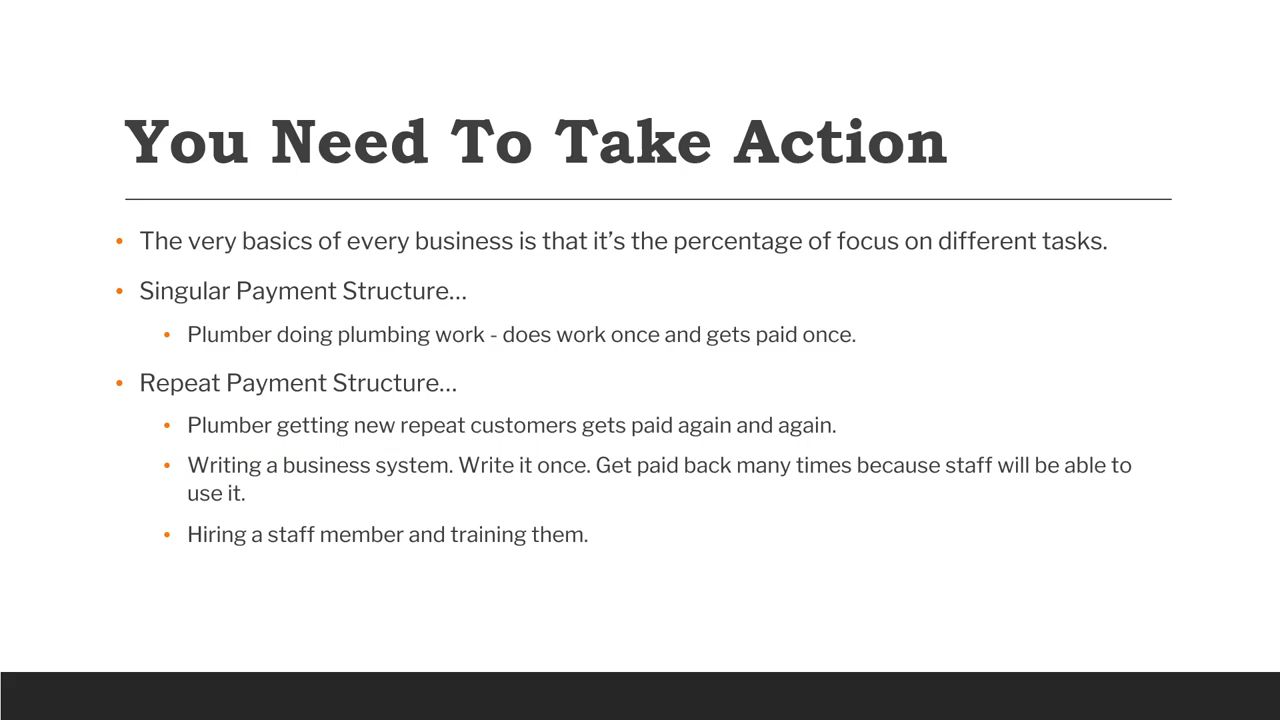 You Need To Take Action
• The very basics of every business is that it’s the percentage of focus on different tasks.
• Singular Payment Structure…
• Plumber doing plumbing work - does work once and gets paid once.
• Repeat Payment Structure…
• Plumber getting new repeat customers gets paid again and again.
• Writing a business system. Write it once. Get paid back many times because staff will be able to
use it.
• Hiring a staff member and training them.